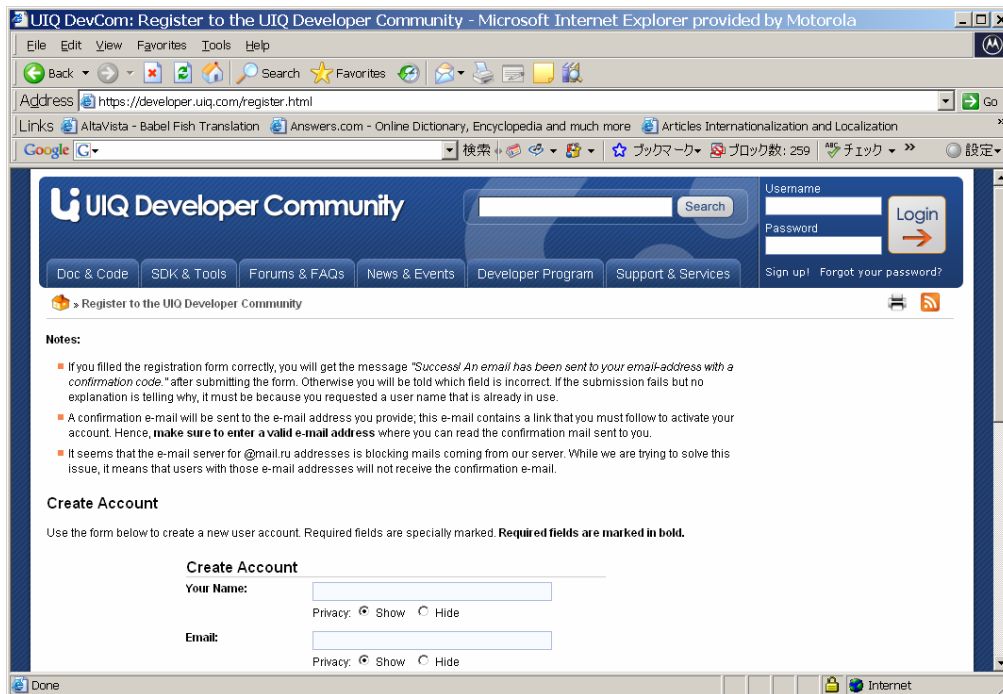 UIQ DevCom: Register to the UIQ Developer Community - Microsoft Internet Explorer provided by Motorola
File Edit View Favorites Tools Help
Back Search Favorites
Address https://developer.uiq.com/register.html Go
Links AltaVista - Babel Fish Translation Answers.com - Online Dictionary, Encyclopedia and much more Articles Internationalization and Localization »
Google G 検索 ブックマーク ブロック数: 259 ABC チェック » 設定
UIQ Developer Community
Search
Username
Password
Login
Sign up! Forgot your password?
Doc & Code SDK & Tools Forums & FAQs News & Events Developer Program Support & Services
» Register to the UIQ Developer Community
Notes:
If you filled the registration form correctly, you will get the message "Success! An email has been sent to your email-address with a
confirmation code." after submitting the form. Otherwise you will be told which field is incorrect. If the submission fails but no
explanation is telling why, it must be because you requested a user name that is already in use.
A confirmation e-mail will be sent to the e-mail address you provide; this e-mail contains a link that you must follow to activate your
account. Hence, make sure to enter a valid e-mail address where you can read the confirmation mail sent to you.
It seems that the e-mail server for @mail.ru addresses is blocking mails coming from our server. While we are trying to solve this
issue, it means that users with those e-mail addresses will not receive the confirmation e-mail.
Create Account
Use the form below to create a new user account. Required fields are specially marked. Required fields are marked in bold.
Create Account
Your Name:
Privacy: Show Hide
Email:
Privacy: Show Hide
Done Internet